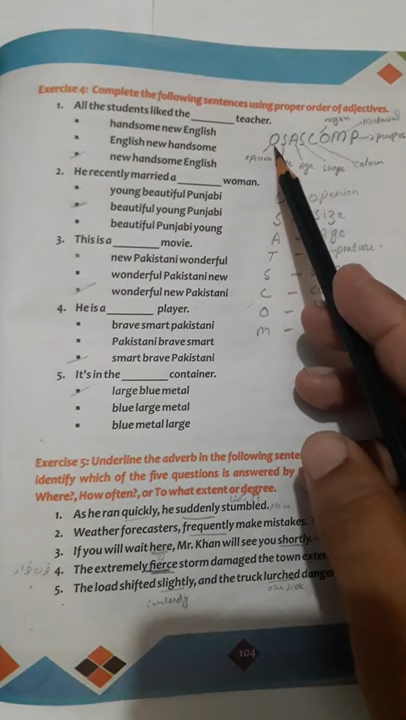 Exercise 4: Complete the following sentences using proper order of adjectives.
1. All the students liked the ________ teacher.
▪ handsome new English
▪ English new handsome
▪ new handsome English
2. He recently married a ________ woman.
▪ young beautiful Punjabi
▪ beautiful young Punjabi
▪ beautiful Punjabi young
3. This is a ________ movie.
▪ new Pakistani wonderful
▪ wonderful Pakistani new
▪ wonderful new Pakistani
4. He is a ________ player.
▪ brave smart pakistani
▪ Pakistani brave smart
▪ smart brave Pakistani
5. It's in the ________ container.
▪ large blue metal
▪ blue large metal
▪ blue metal large
origin material
OSASCOMP
age colour
openion
S size
A - Age
T -
S -
C -
O -
m -
Exercise 5: Underline the adverb in the following
identify which of the five questions is answered by
Where?, How often?, or To what extent or degree.
1. As he ran quickly, he suddenly stumbled.
2. Weather forecasters, frequently make mistakes.
3. If you will wait here, Mr. Khan will see you shortly.
4. The extremely fierce storm damaged the town
5. The load shifted slightly, and the truck lurched
one side
104